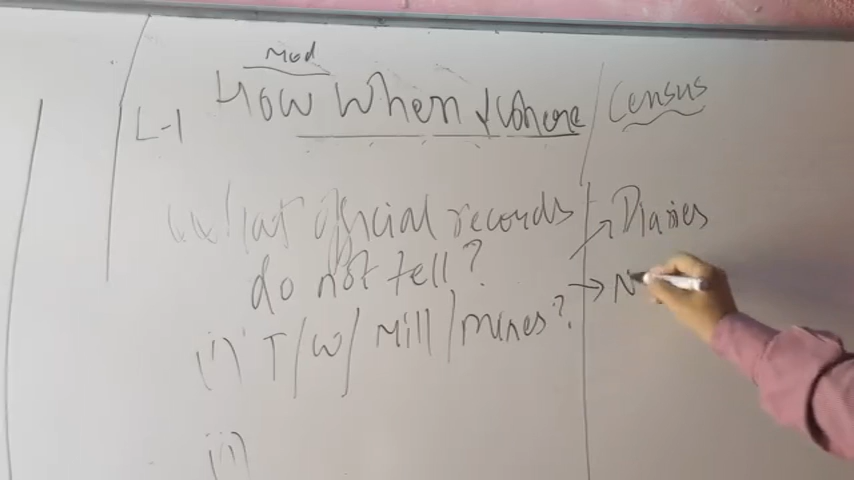 Mod
L-1 How When & Where
Census
What official records
do not tell?
(i) T/W/Mill/mines?
(i)
→ Diaries
→ N